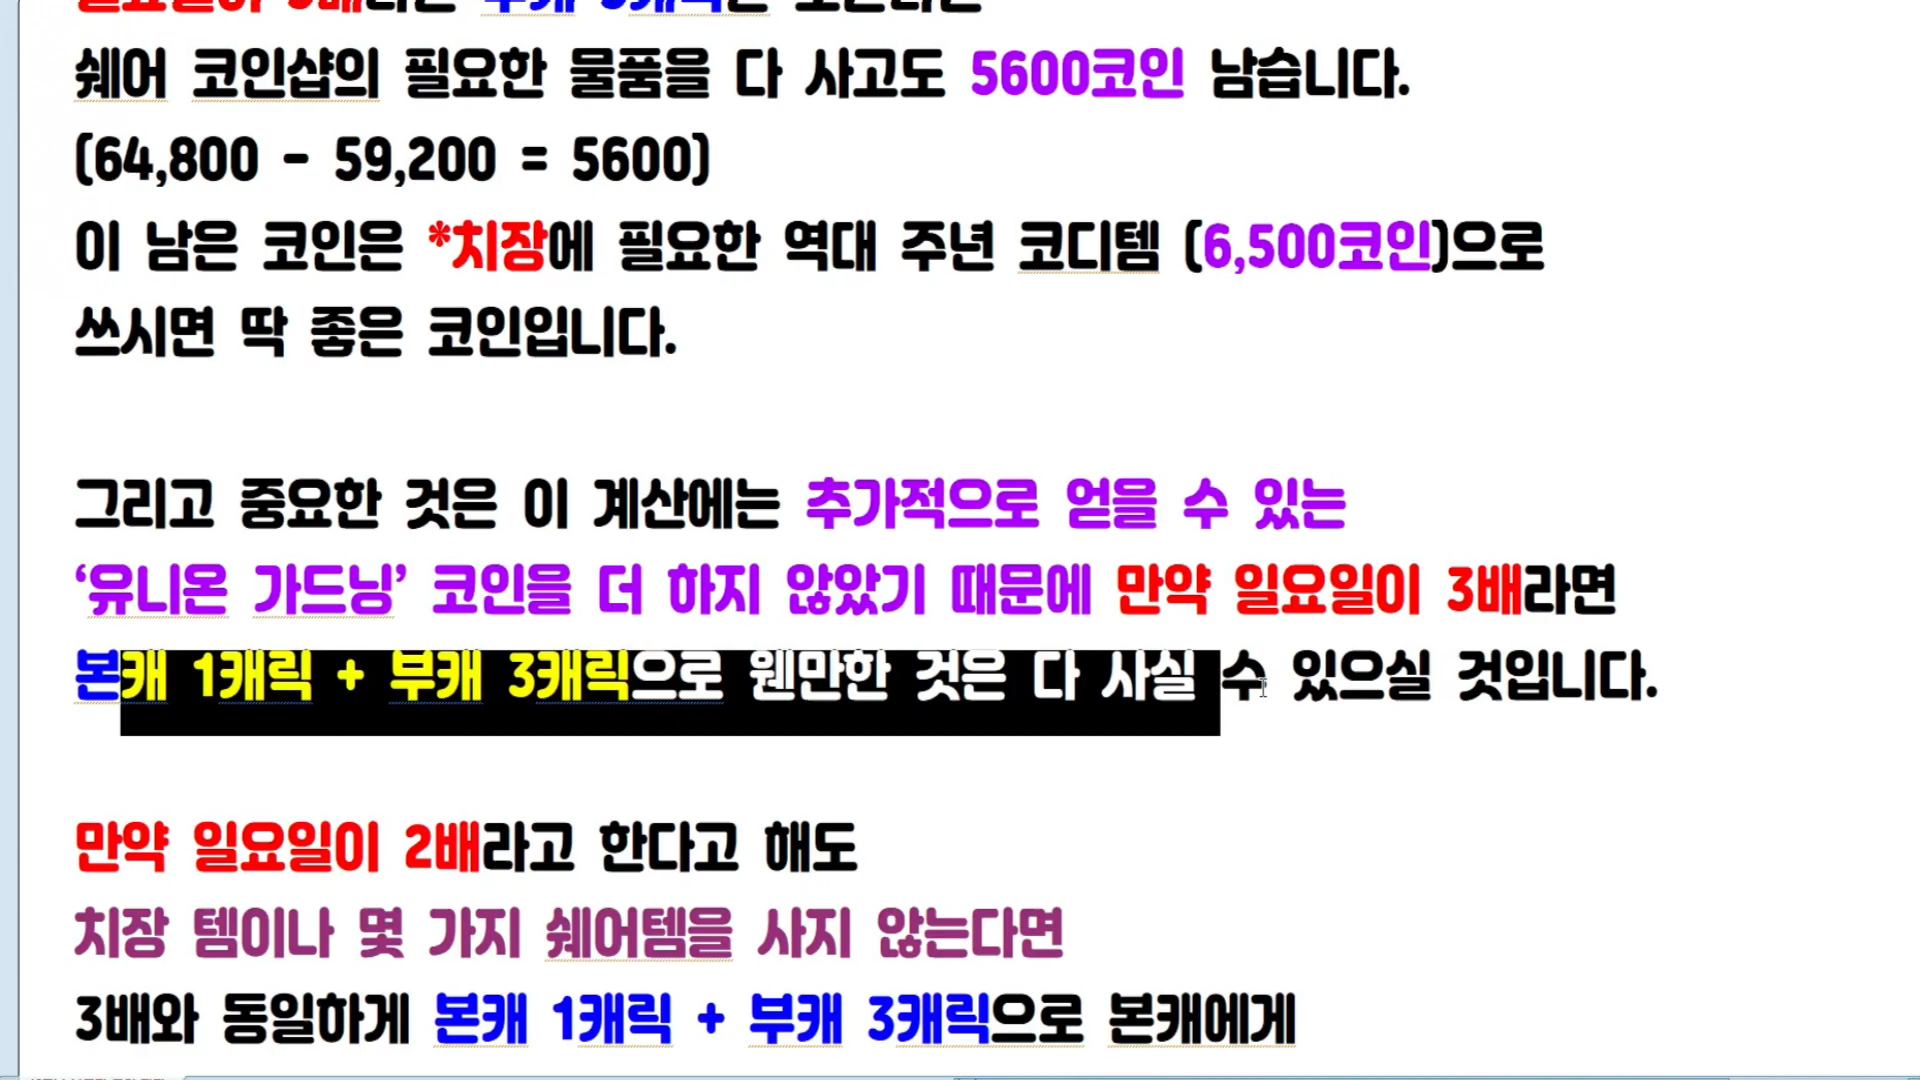 쉐어 코인샵의 필요한 물품을 다 사고도 5600코인 남습니다.
(64,800 - 59,200 = 5600)
이 남은 코인은 *치장에 필요한 역대 주년 코디템 (6,500코인)으로
쓰시면 딱 좋은 코인입니다.
그리고 중요한 것은 이 계산에는 추가적으로 얻을 수 있는
‘유니온 가드닝’ 코인을 더 하지 않았기 때문에 만약 일요일이 3배라면
본캐 1캐릭 + 부캐 3캐릭으로 웬만한 것은 다 사실 수 있으실 것입니다.
만약 일요일이 2배라고 한다고 해도
치장 템이나 몇 가지 쉐어템을 사지 않는다면
3배와 동일하게 본캐 1캐릭 + 부캐 3캐릭으로 본캐에게